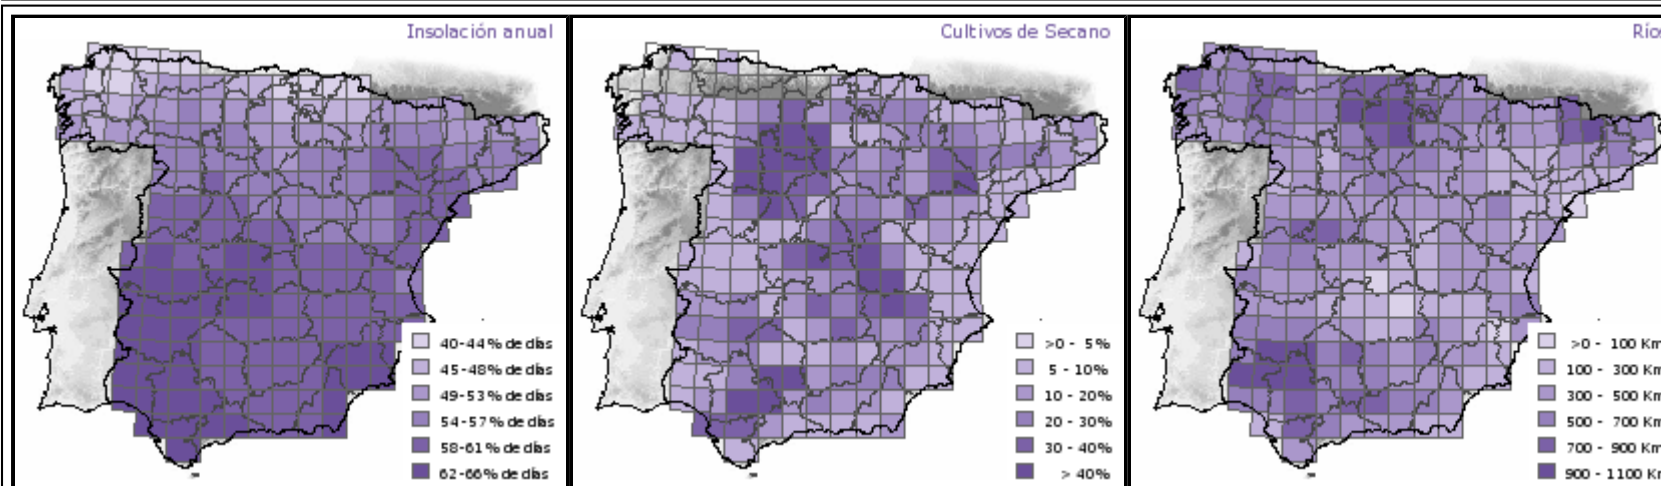 Insolación anual
40-44% de días
45-48% de días
49-53% de días
54-57% de días
58-61% de días
62-66% de días
Cultivos de Secano
>0 - 5%
5 - 10%
10 - 20%
20 - 30%
30 - 40%
> 40%
Ríos
>0 - 100 Km
100 - 300 Km
300 - 500 Km
500 - 700 Km
700 - 900 Km
900 - 1100 Km